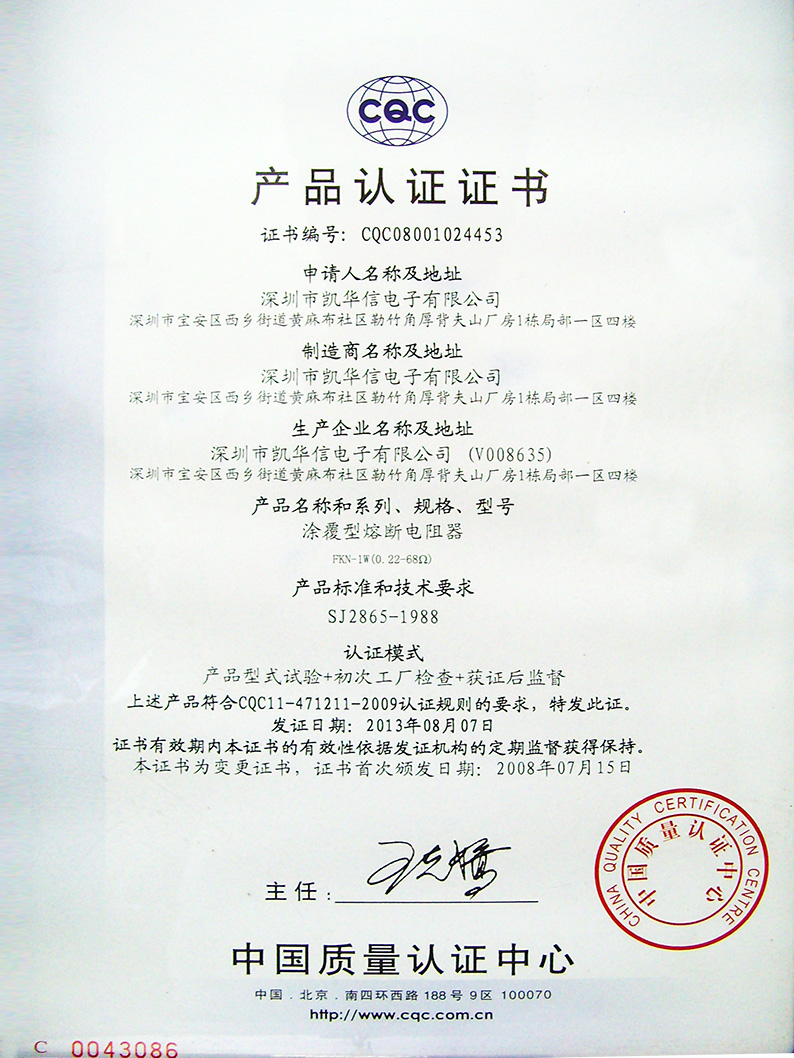 CQC
产品认证证书
证书编号: CQC08001024453
申请人名称及地址
深圳市凯华信电子有限公司
深圳市宝安区西乡街道黄麻布社区勒竹角厚背夫山厂房1栋局部一区四楼
制造商名称及地址
深圳市凯华信电子有限公司
深圳市宝安区西乡街道黄麻布社区勒竹角厚背夫山厂房1栋局部一区四楼
生产企业名称及地址
深圳市凯华信电子有限公司 (V008635)
深圳市宝安区西乡街道黄麻布社区勒竹角厚背夫山厂房1栋局部一区四楼
产品名称和系列、规格、型号
涂覆型熔断电阻器
FKN-1W(0.22-68Ω)
产品标准和技术要求
SJ2865-1988
认证模式
产品型式试验+初次工厂检查+获证后监督
上述产品符合CQC11-471211-2009认证规则的要求，特发此证。
发证日期: 2013年08月07日
证书有效期内本证书的有效性依据发证机构的定期监督获得保持。
本证书为变更证书，证书首次颁发日期: 2008年07月15日
CHINA QUALITY CERTIFICATION CENTRE
中国质量认证中心
主任:
中国质量认证中心
中国．北京．南四环西路188号9区 100070
http://www.cqc.com.cn
C 0043086